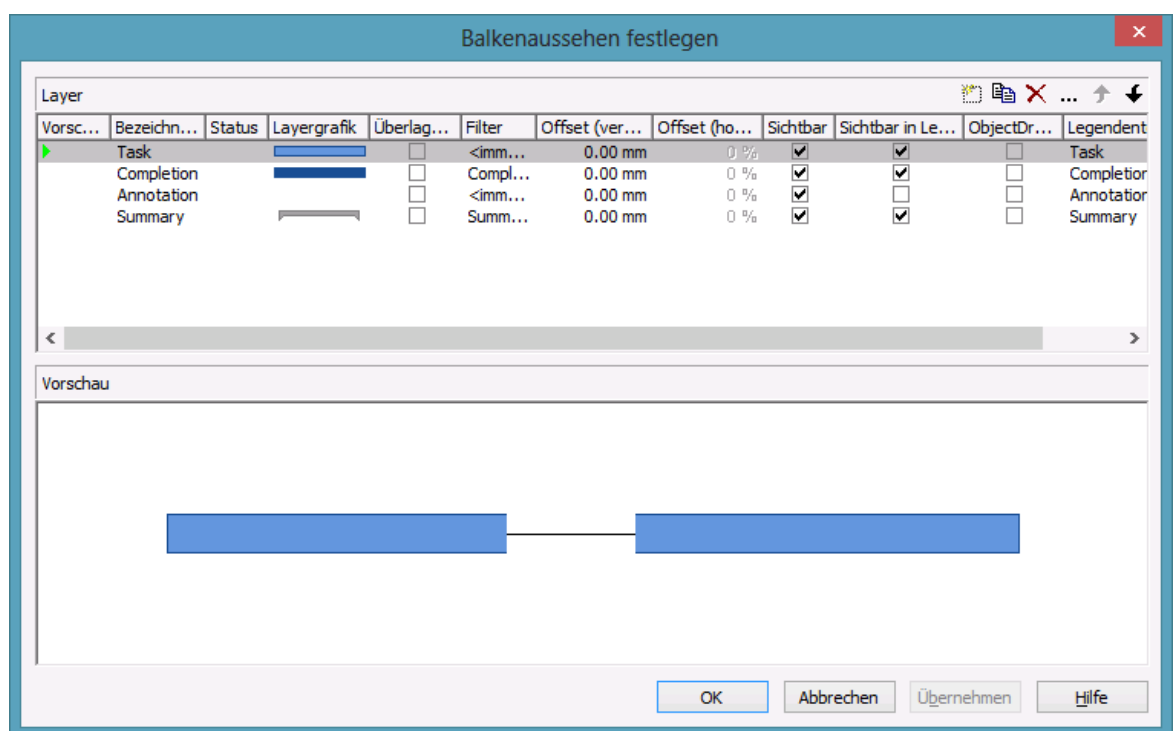 Balkenaussehen festlegen
Layer
Vorsc... Bezeichn... Status Layergrafik Überlag... Filter Offset (ver... Offset (ho... Sichtbar Sichtbar in Le... ObjectDr... Legendent
Task <imm... 0.00 mm 0 % Task
Completion Compl... 0.00 mm 0 % Completion
Annotation <imm... 0.00 mm 0 % Annotation
Summary Summ... 0.00 mm 0 % Summary
Vorschau
OK Abbrechen Übernehmen Hilfe